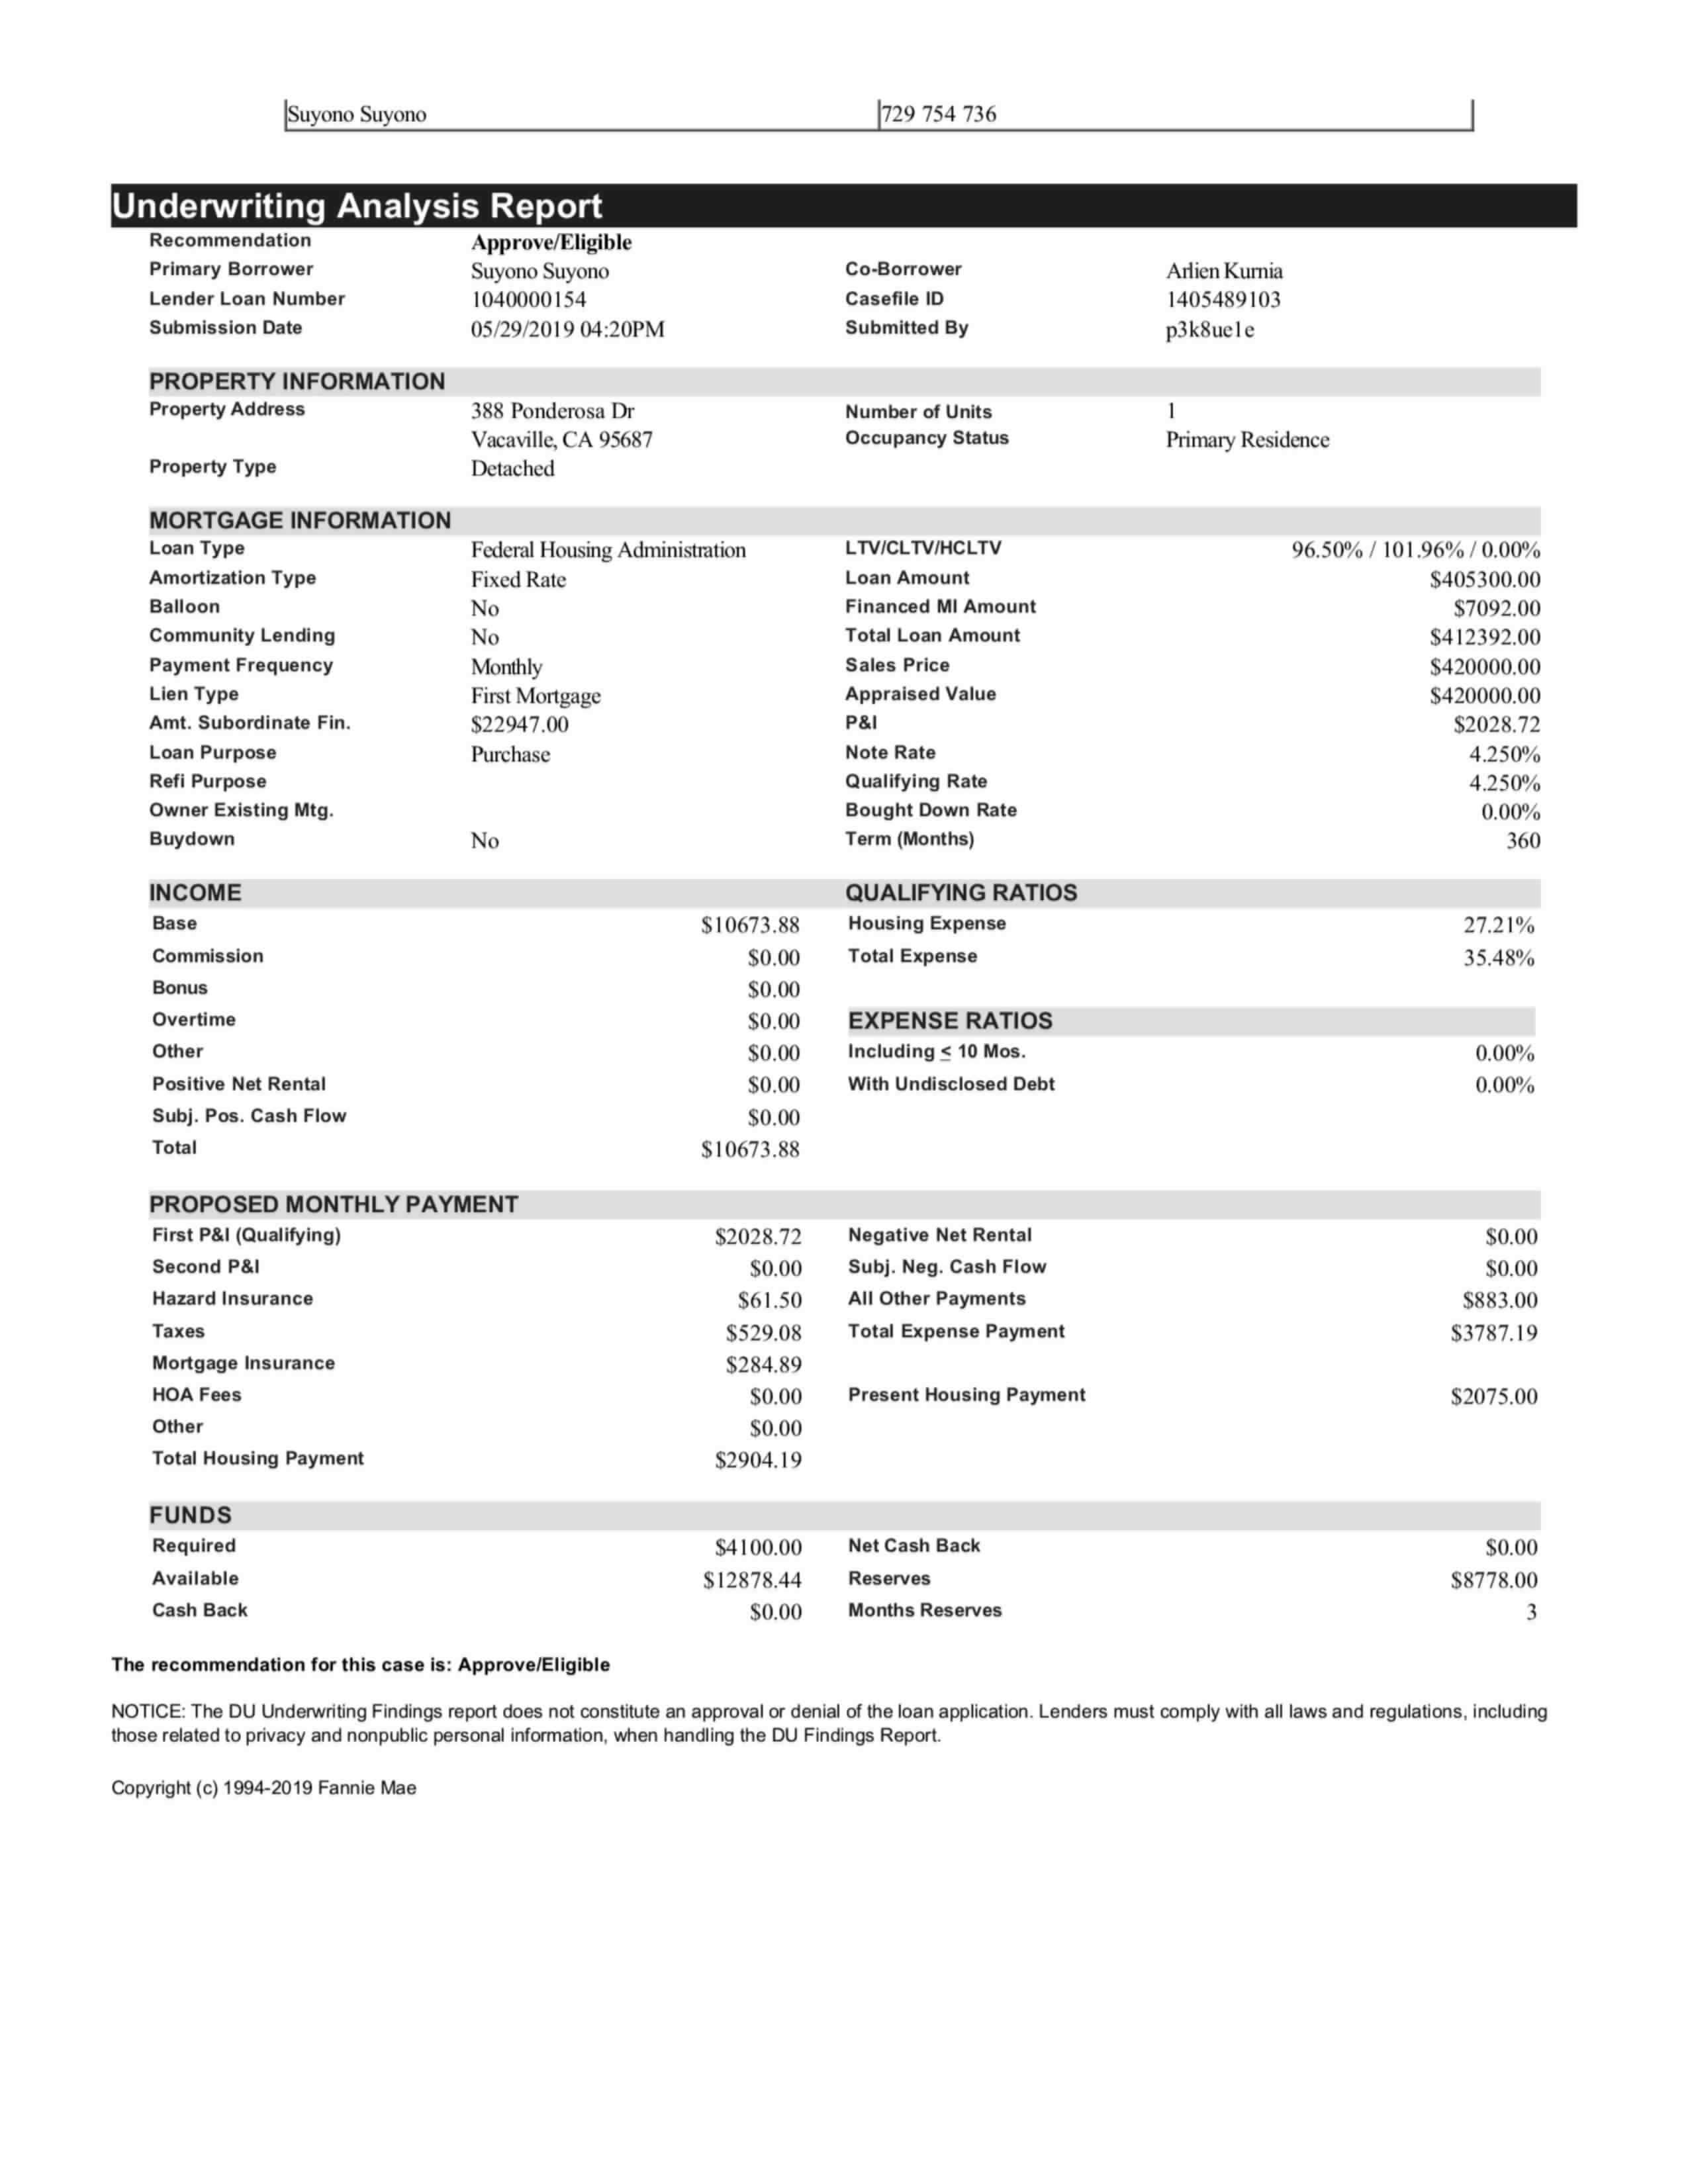 Suyono Suyono 729 754 736
Underwriting Analysis Report
Recommendation Approve/Eligible
Primary Borrower Suyono Suyono Co-Borrower Arlien Kurnia
Lender Loan Number 1040000154 Casefile ID 1405489103
Submission Date 05/29/2019 04:20PM Submitted By p3k8ue1e
PROPERTY INFORMATION
Property Address 388 Ponderosa Dr Number of Units 1
Vacaville, CA 95687 Occupancy Status Primary Residence
Property Type Detached
MORTGAGE INFORMATION
Loan Type Federal Housing Administration LTV/CLTV/HCLTV 96.50% / 101.96% / 0.00%
Amortization Type Fixed Rate Loan Amount $405300.00
Balloon No Financed MI Amount $7092.00
Community Lending No Total Loan Amount $412392.00
Payment Frequency Monthly Sales Price $420000.00
Lien Type First Mortgage Appraised Value $420000.00
Amt. Subordinate Fin. $22947.00 P&I $2028.72
Loan Purpose Purchase Note Rate 4.250%
Refi Purpose Qualifying Rate 4.250%
Owner Existing Mtg. Bought Down Rate 0.00%
Buydown No Term (Months) 360
INCOME QUALIFYING RATIOS
Base $10673.88 Housing Expense 27.21%
Commission $0.00 Total Expense 35.48%
Bonus $0.00
Overtime $0.00 EXPENSE RATIOS
Other $0.00 Including ≤ 10 Mos. 0.00%
Positive Net Rental $0.00 With Undisclosed Debt 0.00%
Subj. Pos. Cash Flow $0.00
Total $10673.88
PROPOSED MONTHLY PAYMENT
First P&I (Qualifying) $2028.72 Negative Net Rental $0.00
Second P&I $0.00 Subj. Neg. Cash Flow $0.00
Hazard Insurance $61.50 All Other Payments $883.00
Taxes $529.08 Total Expense Payment $3787.19
Mortgage Insurance $284.89
HOA Fees $0.00 Present Housing Payment $2075.00
Other $0.00
Total Housing Payment $2904.19
FUNDS
Required $4100.00 Net Cash Back $0.00
Available $12878.44 Reserves $8778.00
Cash Back $0.00 Months Reserves 3
The recommendation for this case is: Approve/Eligible
NOTICE: The DU Underwriting Findings report does not constitute an approval or denial of the loan application. Lenders must comply with all laws and regulations, including
those related to privacy and nonpublic personal information, when handling the DU Findings Report.
Copyright (c) 1994-2019 Fannie Mae